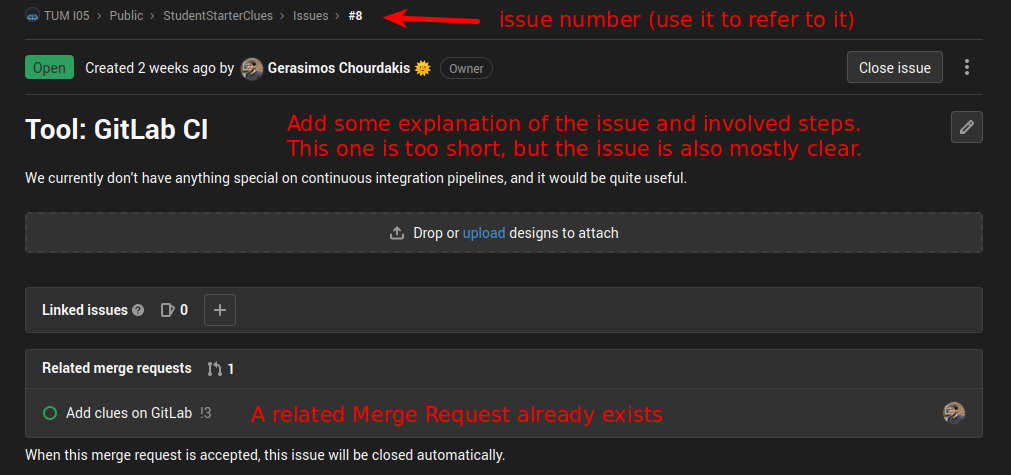 TUM I05 > Public > StudentStarterClues > Issues > #8
issue number (use it to refer to it)
Open Created 2 weeks ago by Gerasimos Chourdakis 🌞 Owner
Close issue
Tool: GitLab CI
Add some explanation of the issue and involved steps.
This one is too short, but the issue is also mostly clear.
We currently don't have anything special on continuous integration pipelines, and it would be quite useful.
Drop or upload designs to attach
Linked issues ? 0 +
Related merge requests 1
Add clues on GitLab !3
A related Merge Request already exists
When this merge request is accepted, this issue will be closed automatically.